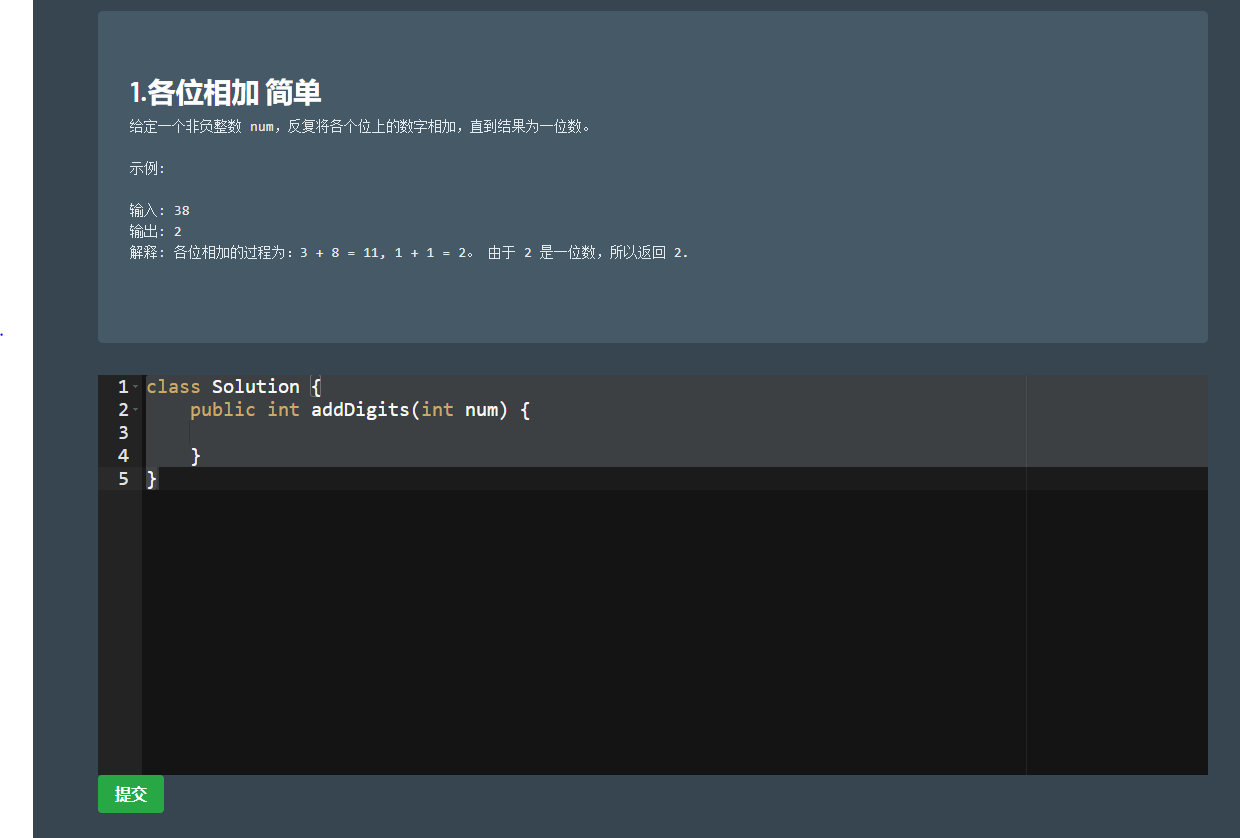 1.各位相加 简单
给定一个非负整数 num，反复将各个位上的数字相加，直到结果为一位数。
示例:
输入: 38
输出: 2
解释: 各位相加的过程为：3 + 8 = 11, 1 + 1 = 2。 由于 2 是一位数，所以返回 2.
1 class Solution {
2 public int addDigits(int num) {
3
4 }
5 }
提交